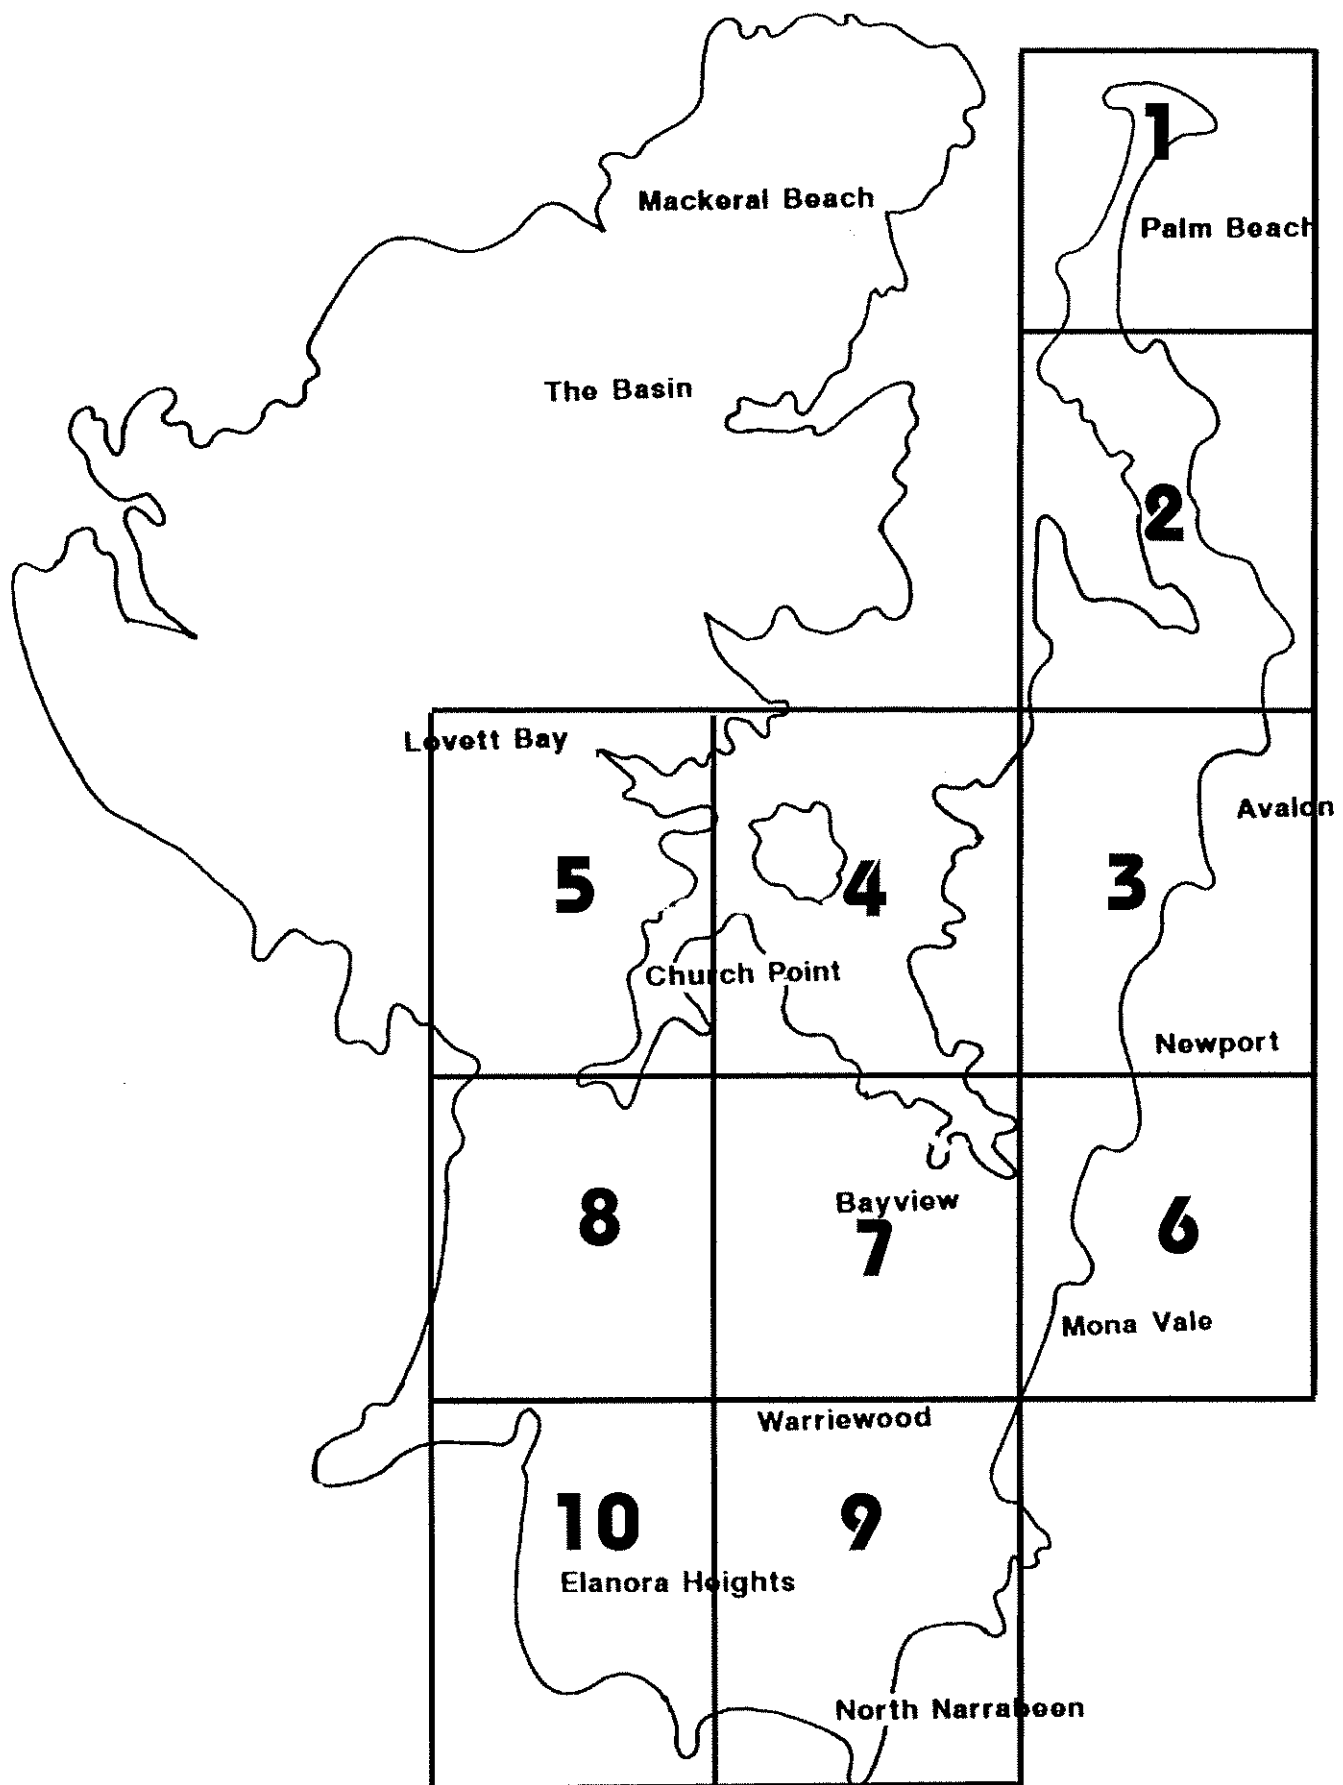 1
Mackeral Beach
Palm Beach
The Basin
2
Lovett Bay
Avalon
5
4
3
Church Point
Newport
8
Bayview
7
6
Mona Vale
Warriewood
10
9
Elanora Heights
North Narrabeen